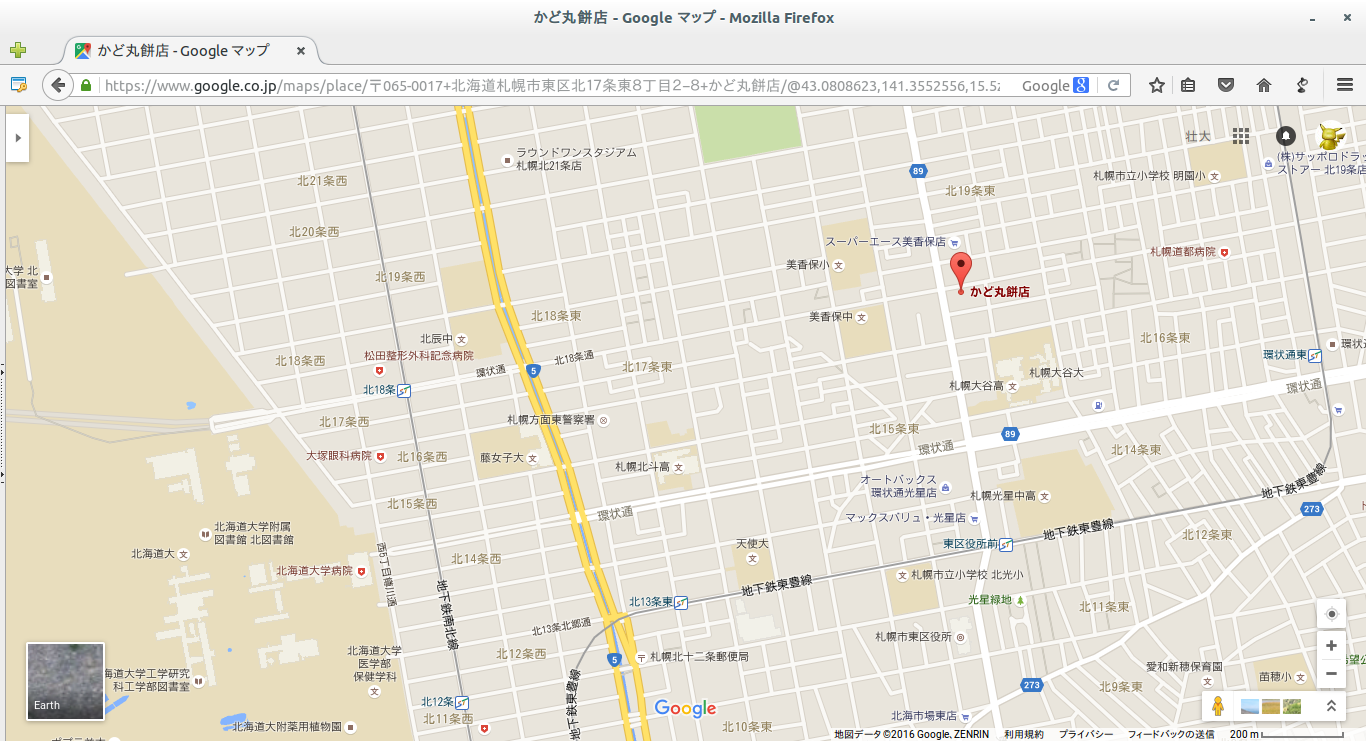 かど丸餅店 - Google マップ - Mozilla Firefox
かど丸餅店 - Google マップ
https://www.google.co.jp/maps/place/〒065-0017+北海道札幌市東区北17条東8丁目2−8+かど丸餅店/@43.0808623,141.3552556,15.5z
Google
壮大
ラウンドワンスタジアム
札幌北21条店
(株)サッポロドラッ
ストアー 北19条店
89
札幌市立小学校 明園小
北21条西
北19条東
北20条西
スーパーエース美香保店
札幌道都病院
美香保小
大学 北
図書室
北19条西
かど丸餅店
北18条東
美香保中
北辰中
北16条東
環状
松田整形外科記念病院
北18条通
環状通東
北18条西
北17条東
環状通
5
札幌大谷大
札幌大谷高
環状通
北18条
札幌方面東警察署
北17条西
北15条東
89
環状通
北14条東
大塚眼科病院
北16条西
藤女子大
札幌北斗高
オートバックス
環状通光星店
地下鉄東豊線
札幌光星中高
北15条西
環状通
マックスバリュ・光星店
273
北海道大学附属
図書館 北図書館
地下鉄東豊線
北12条東
北海道大
天使大
東区役所前
北14条西
北海道大学病院
西5丁目樽川通
札幌市立小学校 北光小
地下鉄東豊線
北13条東
光星緑地
北11条東
地下鉄南北線
北13条北郷通
札幌市東区役所
北海道大学
医学部
保健学科
北12条西
5
札幌北十二条郵便局
希望公
愛和新穂保育園
苗穂小
海道大学工学研究
科工学部図書室
地下鉄東豊線
273
北9条東
北12条
Earth
Google
北海道大附薬用植物園
北11条西
北10条東
北海市場東店
地図データ ©2016 Google, ZENRIN
利用規約
プライバシー
フィードバックの送信
200 m